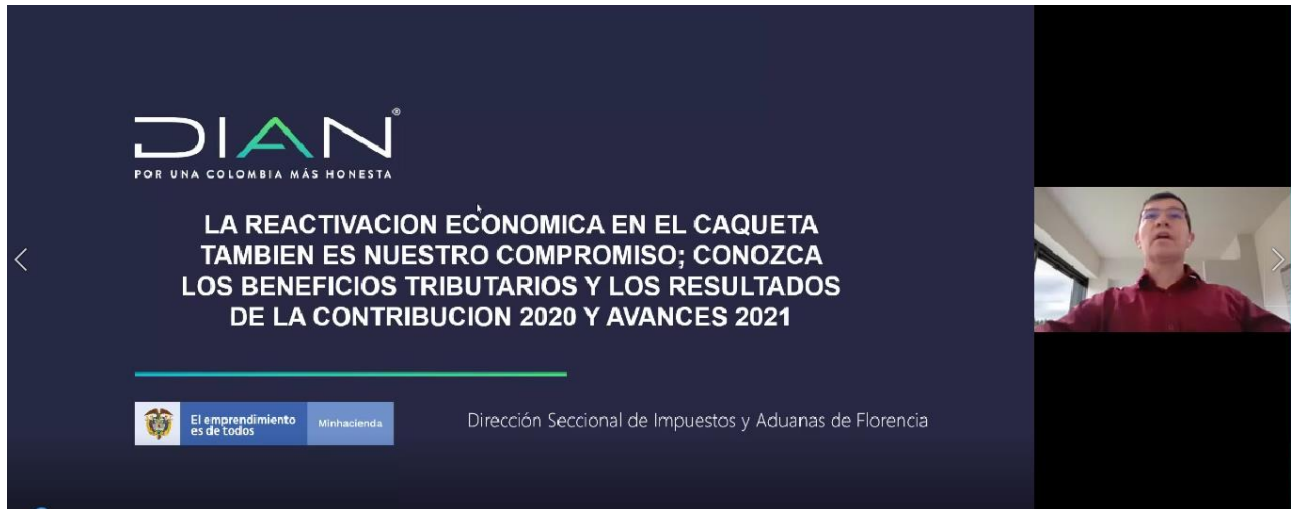 DIAN®
POR UNA COLOMBIA MÁS HONESTA
LA REACTIVACION ECONOMICA EN EL CAQUETA
TAMBIEN ES NUESTRO COMPROMISO; CONOZCA
LOS BENEFICIOS TRIBUTARIOS Y LOS RESULTADOS
DE LA CONTRIBUCION 2020 Y AVANCES 2021
El emprendimiento
es de todos
Minhacienda
Dirección Seccional de Impuestos y Aduanas de Florencia